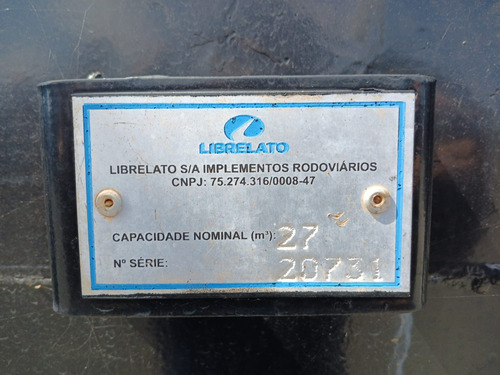 LIBRELATO
LIBRELATO S/A IMPLEMENTOS RODOVIÁRIOS
CNPJ: 75.274.316/0008-47
CAPACIDADE NOMINAL (m³): 27
Nº SÉRIE: 20731